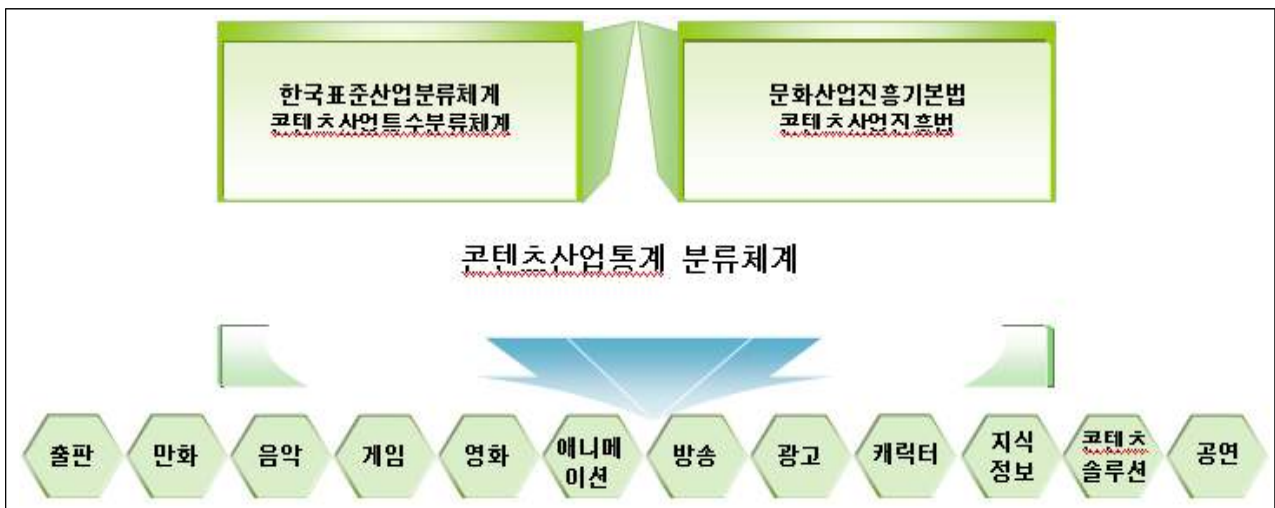 한국표준산업분류체계
콘텐츠산업특수분류체계
문화산업진흥기본법
콘텐츠산업진흥법
콘텐츠산업통계 분류체계
출판
만화
음악
게임
영화
애니메
이션
방송
광고
캐릭터
지식
정보
콘텐츠
솔루션
공연